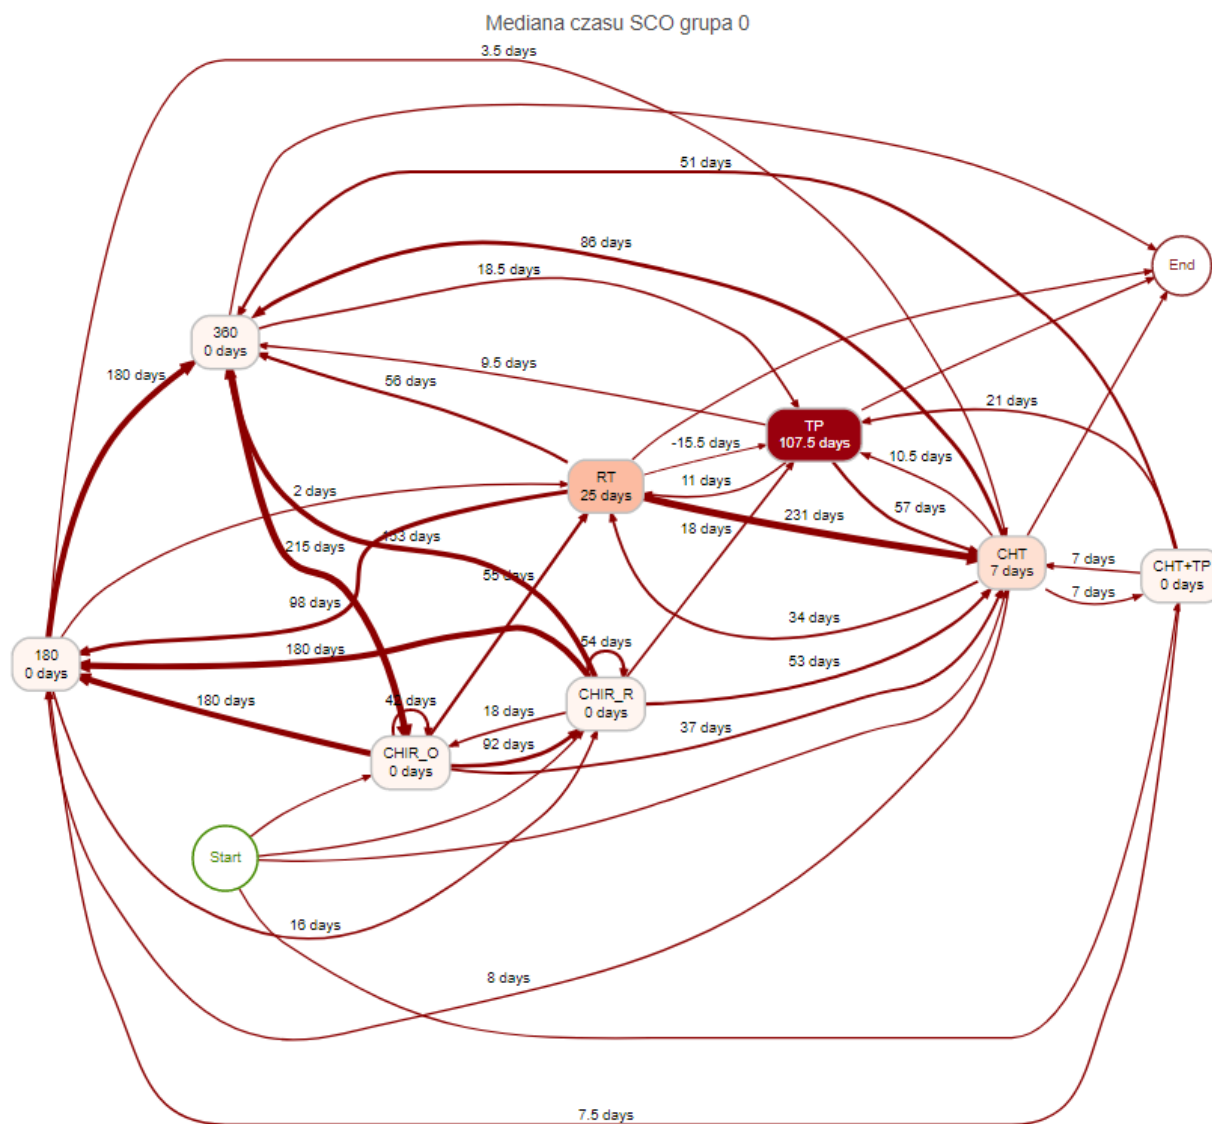 Mediana czasu SCO grupa 0
3.5 days
51 days
86 days
End
18.5 days
360
0 days
180 days
9.5 days
56 days
21 days
TP
107.5 days
-15.5 days
10.5 days
RT
25 days
11 days
2 days
57 days
18 days
231 days
153 days
215 days
CHT
7 days
7 days
CHT+TP
0 days
55 days
7 days
98 days
34 days
180
0 days
180 days
54 days
53 days
180 days
42 days
CHIR_R
0 days
18 days
37 days
92 days
CHIR_O
0 days
Start
16 days
8 days
7.5 days